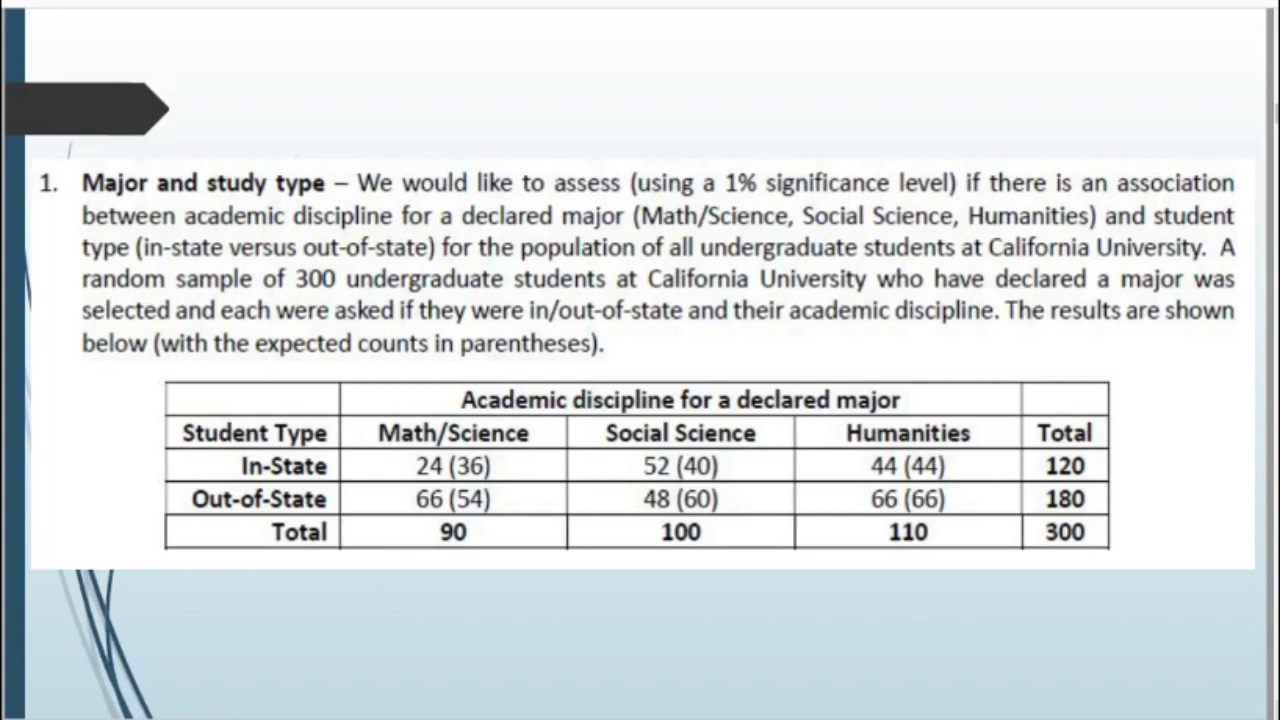 1. Major and study type – We would like to assess (using a 1% significance level) if there is an association
between academic discipline for a declared major (Math/Science, Social Science, Humanities) and student
type (in-state versus out-of-state) for the population of all undergraduate students at California University. A
random sample of 300 undergraduate students at California University who have declared a major was
selected and each were asked if they were in/out-of-state and their academic discipline. The results are shown
below (with the expected counts in parentheses).
Academic discipline for a declared major
Student Type Math/Science Social Science Humanities Total
In-State 24 (36) 52 (40) 44 (44) 120
Out-of-State 66 (54) 48 (60) 66 (66) 180
Total 90 100 110 300